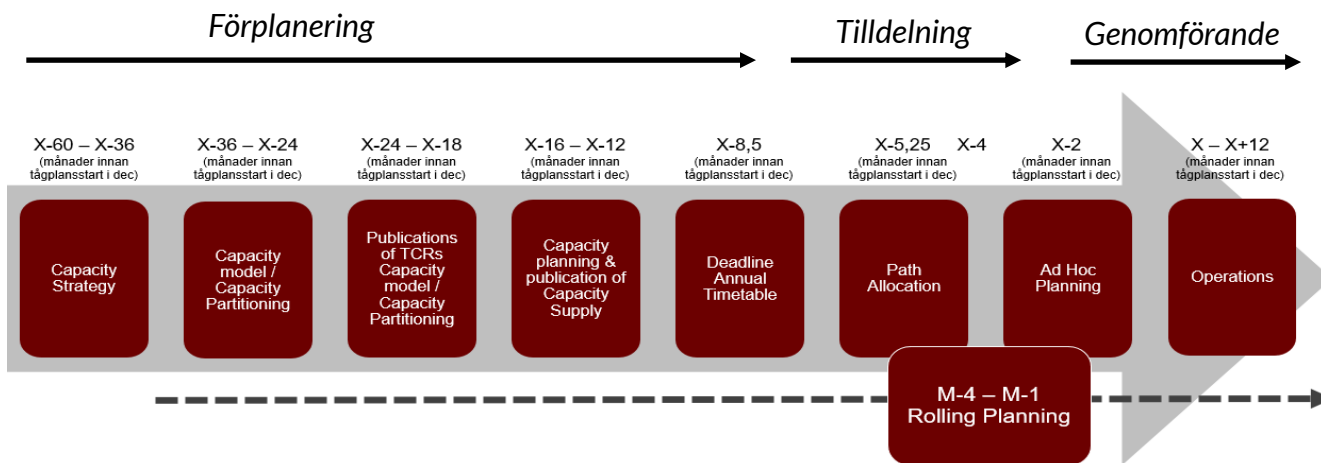 Förplanering
Tilldelning
Genomförande
X-60 – X-36
(månader innan
tågplansstart i dec)
X-36 – X-24
(månader innan
tågplansstart i dec)
X-24 – X-18
(månader innan
tågplansstart i dec)
X-16 – X-12
(månader innan
tågplansstart i dec)
X-8,5
(månader innan
tågplansstart i dec)
X-5,25 X-4
(månader innan
tågplansstart i dec)
X-2
(månader innan
tågplansstart i dec)
X – X+12
(månader innan
tågplansstart i dec)
Capacity
Strategy
Capacity
model /
Capacity
Partitioning
Publications
of TCRs
Capacity
model /
Capacity
Partitioning
Capacity
planning &
publication of
Capacity
Supply
Deadline
Annual
Timetable
Path
Allocation
Ad Hoc
Planning
Operations
M-4 – M-1
Rolling Planning